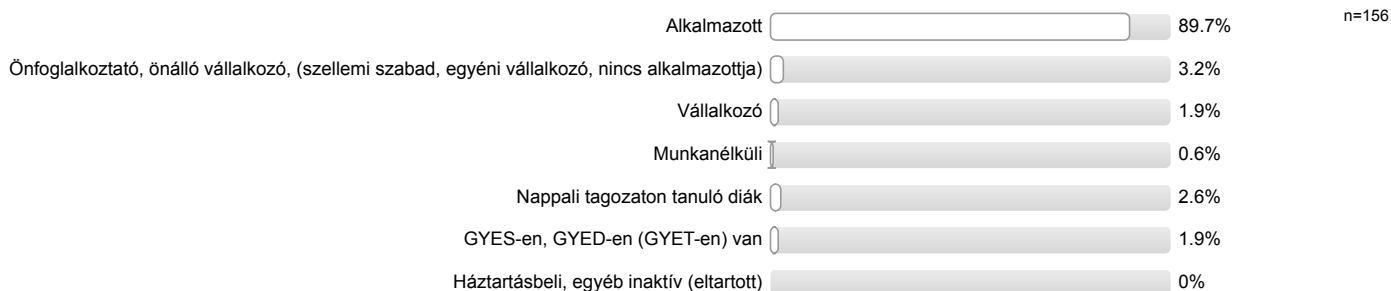 Alkalmazott 89.7% n=156
Önfoglalkoztató, önálló vállalkozó, (szellemi szabad, egyéni vállalkozó, nincs alkalmazottja) 3.2%
Vállalkozó 1.9%
Munkanélküli 0.6%
Nappali tagozaton tanuló diák 2.6%
GYES-en, GYED-en (GYET-en) van 1.9%
Háztartásbeli, egyéb inaktív (eltartott) 0%